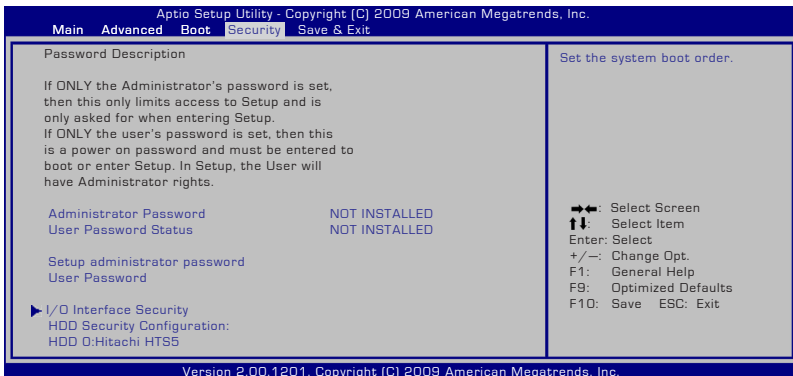 Aptio Setup Utility - Copyright (C) 2009 American Megatrends, Inc.
Main Advanced Boot Security Save & Exit
Password Description
If ONLY the Administrator's password is set,
then this only limits access to Setup and is
only asked for when entering Setup.
If ONLY the user's password is set, then this
is a power on password and must be entered to
boot or enter Setup. In Setup, the User will
have Administrator rights.
Administrator Password NOT INSTALLED
User Password Status NOT INSTALLED
Setup administrator password
User Password
I/O Interface Security
HDD Security Configuration:
HDD 0:Hitachi HTS5
Set the system boot order.
→←: Select Screen
↑↓: Select Item
Enter: Select
+/—: Change Opt.
F1: General Help
F9: Optimized Defaults
F10: Save ESC: Exit
Version 2.00.1201. Copyright (C) 2009 American Megatrends, Inc.